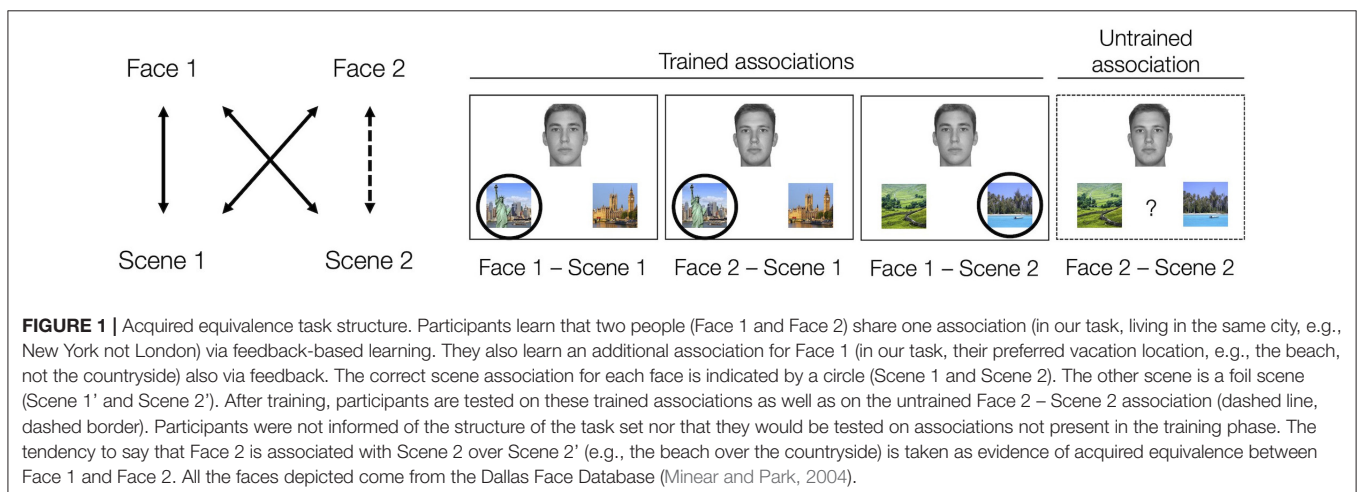 Face 1
Face 2
Scene 1
Scene 2
Trained associations
Untrained
association
?
Face 1 – Scene 1
Face 2 – Scene 1
Face 1 – Scene 2
Face 2 – Scene 2
FIGURE 1 | Acquired equivalence task structure. Participants learn that two people (Face 1 and Face 2) share one association (in our task, living in the same city, e.g.,
New York not London) via feedback-based learning. They also learn an additional association for Face 1 (in our task, their preferred vacation location, e.g., the beach,
not the countryside) also via feedback. The correct scene association for each face is indicated by a circle (Scene 1 and Scene 2). The other scene is a foil scene
(Scene 1' and Scene 2'). After training, participants are tested on these trained associations as well as on the untrained Face 2 – Scene 2 association (dashed line,
dashed border). Participants were not informed of the structure of the task set nor that they would be tested on associations not present in the training phase. The
tendency to say that Face 2 is associated with Scene 2 over Scene 2' (e.g., the beach over the countryside) is taken as evidence of acquired equivalence between
Face 1 and Face 2. All the faces depicted come from the Dallas Face Database (Minear and Park, 2004).